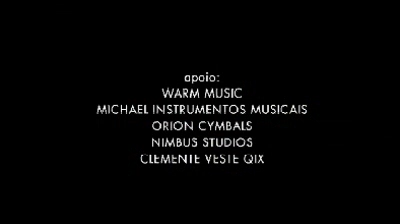 apoio:
WARM MUSIC
MICHAEL INSTRUMENTOS MUSICAIS
ORION CYMBALS
NIMBUS STUDIOS
CLEMENTE VESTE QIX